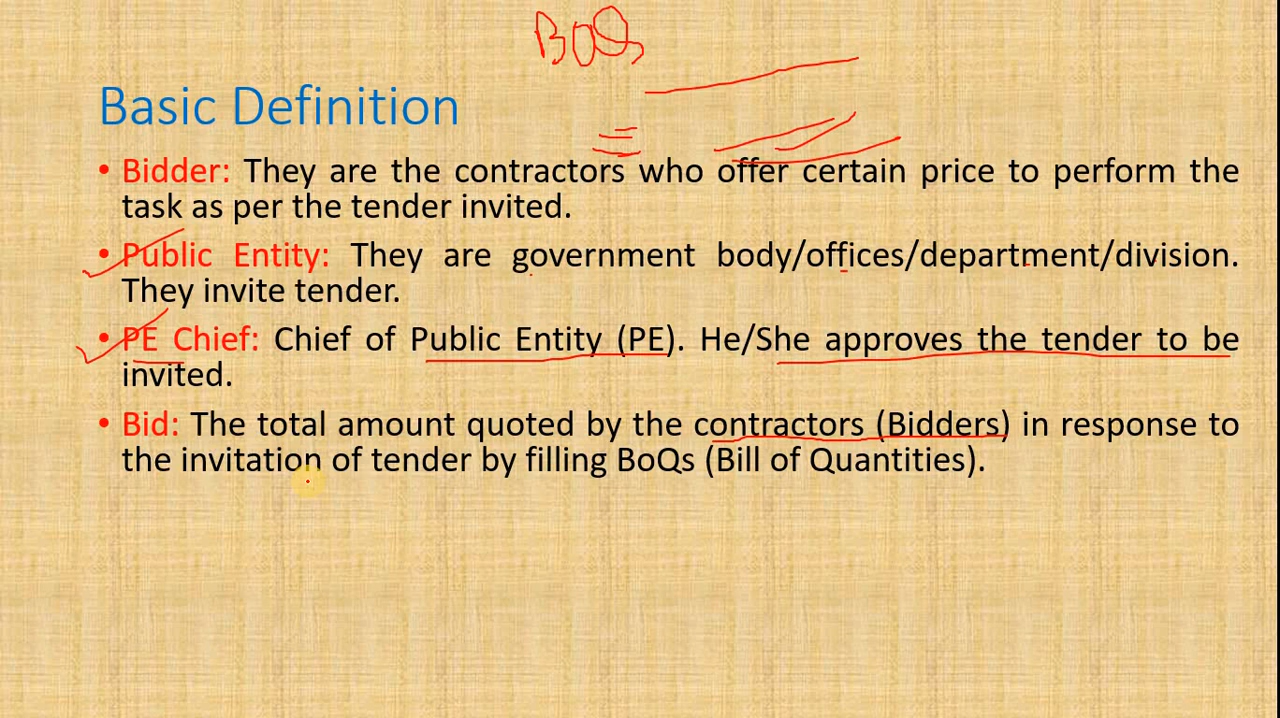 BOQ
Basic Definition
• Bidder: They are the contractors who offer certain price to perform the
task as per the tender invited.
• Public Entity: They are government body/offices/department/division.
They invite tender.
• PE Chief: Chief of Public Entity (PE). He/She approves the tender to be
invited.
• Bid: The total amount quoted by the contractors (Bidders) in response to
the invitation of tender by filling BoQs (Bill of Quantities).